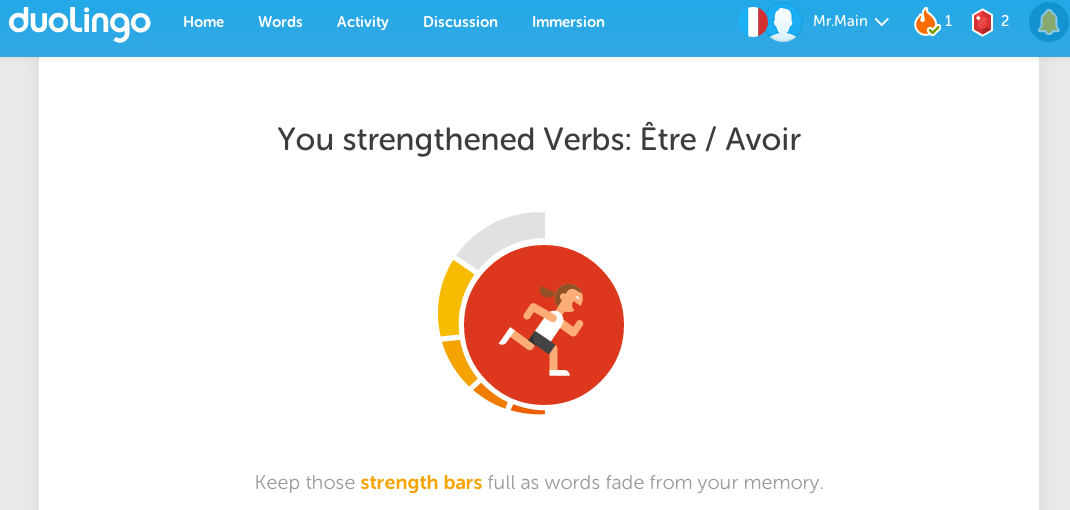 duolingo Home Words Activity Discussion Immersion Mr.Main 1 2
You strengthened Verbs: Être / Avoir
Keep those strength bars full as words fade from your memory.